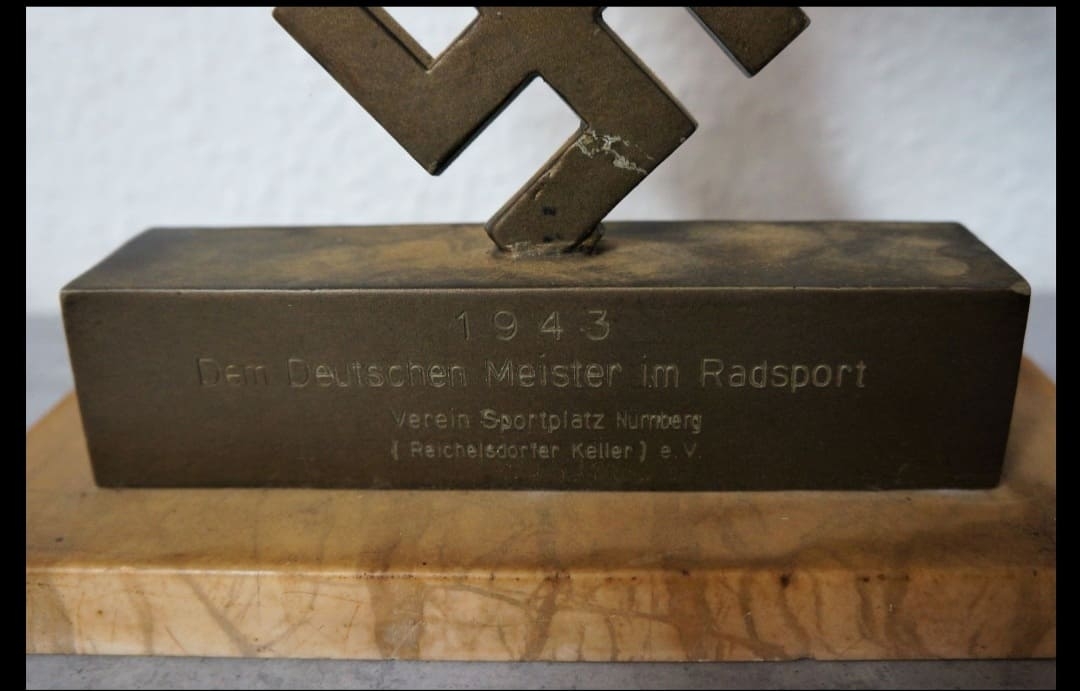 1943
Dem Deutschen Meister im Radsport
Verein Sportplatz Nürnberg
( Reichelsdorfer Keller ) e.V.